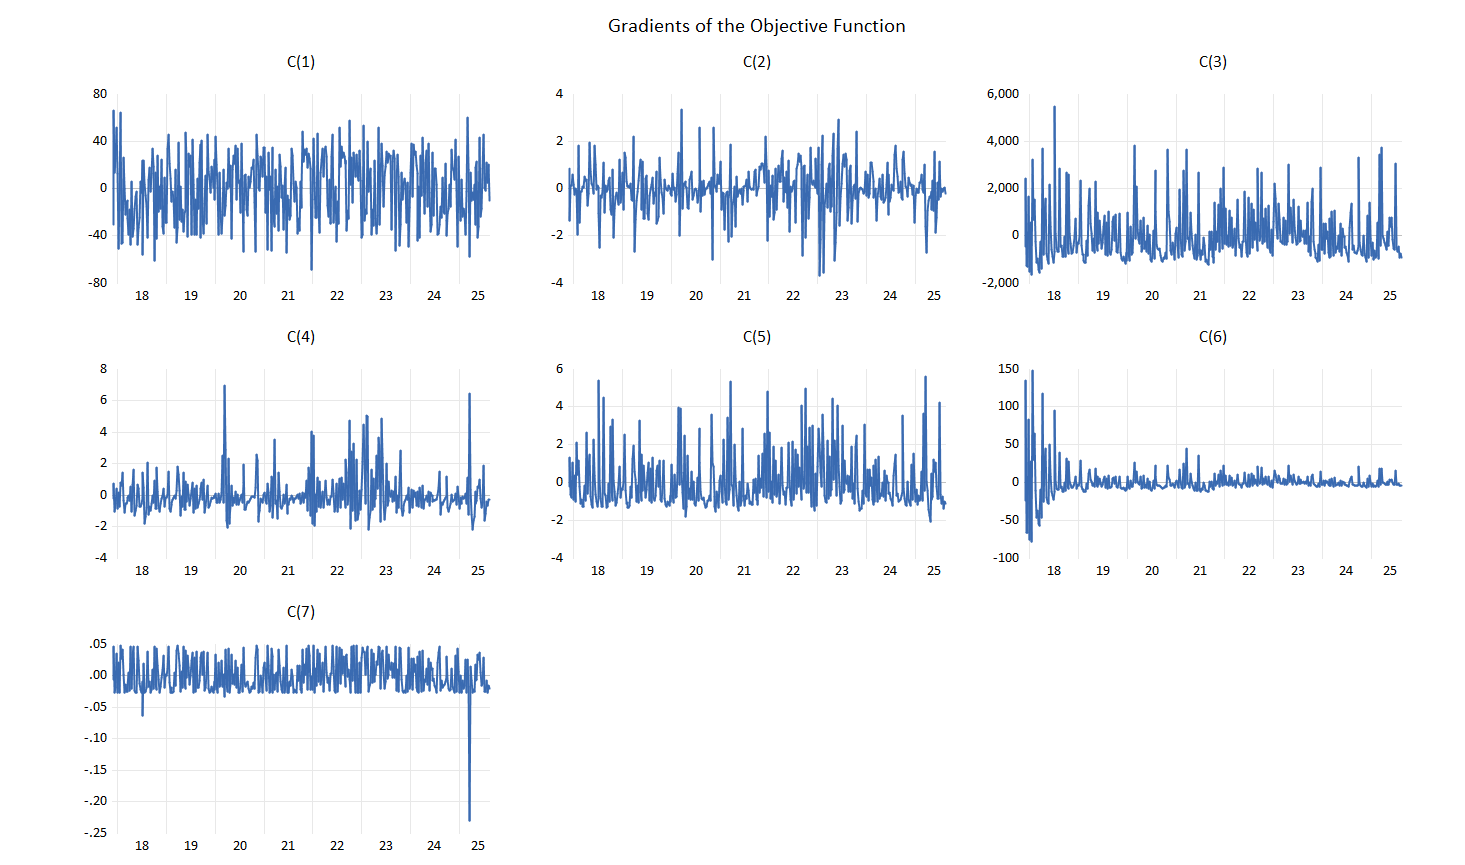 Gradients of the Objective Function
C(1)
80
40
0
-40
-80
18 19 20 21 22 23 24 25
C(2)
4
2
0
-2
-4
18 19 20 21 22 23 24 25
C(3)
6,000
4,000
2,000
0
-2,000
18 19 20 21 22 23 24 25
C(4)
8
6
4
2
0
-2
-4
18 19 20 21 22 23 24 25
C(5)
6
4
2
0
-2
-4
18 19 20 21 22 23 24 25
C(6)
150
100
50
0
-50
-100
18 19 20 21 22 23 24 25
C(7)
.05
.00
-.05
-.10
-.15
-.20
-.25
18 19 20 21 22 23 24 25